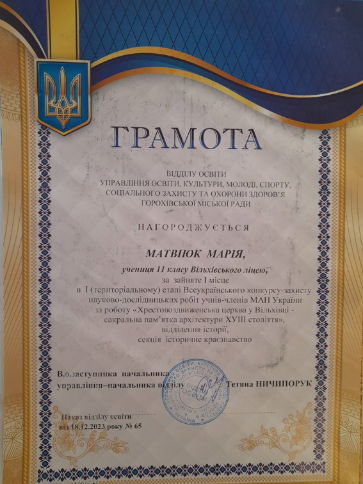 ГРАМОТА
ВІДДІЛУ ОСВІТИ
УПРАВЛІННЯ ОСВІТИ, КУЛЬТУРИ, МОЛОДІ, СПОРТУ,
СОЦІАЛЬНОГО ЗАХИСТУ ТА ОХОРОНИ ЗДОРОВ'Я
ГОРОХІВСЬКОЇ МІСЬКОЇ РАДИ
НАГОРОДЖУЄТЬСЯ
МАТВІЮК МАРІЯ,
учениця 11 класу Вільхівського ліцею,
за зайняте І місце
в І (територіальному) етапі Всеукраїнського конкурсу-захисту
науково-дослідницьких робіт учнів-членів МАН України
за роботу «Хрестовоздвиженська церква у Вільхівці -
сакральна пам'ятка архітектури XVIII століття»,
відділення історії,
секція історичне краєзнавство
В.о.заступника начальника
управління-начальника відділу Тетяна НИЧИПОРУК
Наказ відділу освіти
від 18.12.2023 року № 65